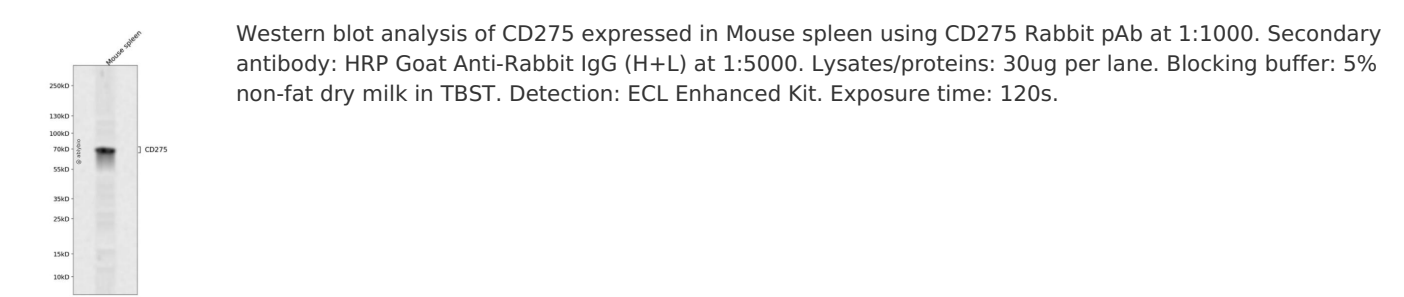 Mouse spleen
Western blot analysis of CD275 expressed in Mouse spleen using CD275 Rabbit pAb at 1:1000. Secondary
antibody: HRP Goat Anti-Rabbit IgG (H+L) at 1:5000. Lysates/proteins: 30ug per lane. Blocking buffer: 5%
non-fat dry milk in TBST. Detection: ECL Enhanced Kit. Exposure time: 120s.
250kD
130kD
100kD
70kD
CD275
55kD
35kD
25kD
15kD
10kD